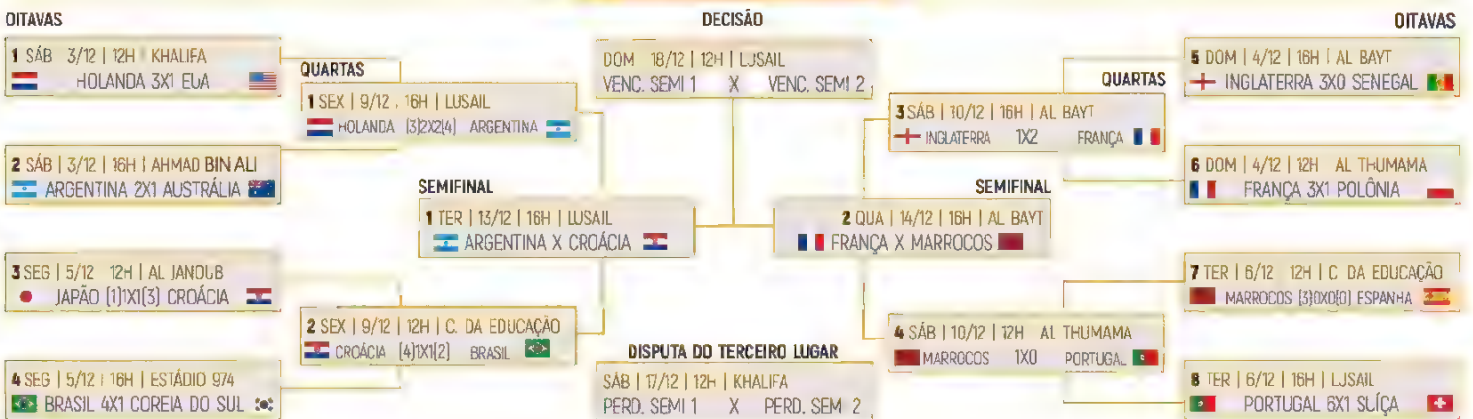 OITAVAS
1 SÁB 3/12 | 12H | KHALIFA
HOLANDA 3X1 EUA
2 SÁB | 3/12 | 16H | AHMAD BIN ALI
ARGENTINA 2X1 AUSTRÁLIA
3 SEG | 5/12 12H | AL JANOUB
JAPÃO (1)1X1(3) CROÁCIA
4 SEG | 5/12 | 16H | ESTÁDIO 974
BRASIL 4X1 COREIA DO SUL
QUARTAS
1 SEX | 9/12 . 16H | LUSAIL
HOLANDA (3)2X2(4) ARGENTINA
2 SEX | 9/12 | 12H | C. DA EDUCAÇÃO
CROÁCIA (4)1X1(2) BRASIL
SEMIFINAL
1 TER | 13/12 | 16H | LUSAIL
ARGENTINA X CROÁCIA
DECISÃO
DOM 18/12 | 12H | LUSAIL
VENC. SEMI 1 X VENC. SEMI 2
DISPUTA DO TERCEIRO LUGAR
SÁB | 17/12 | 12H | KHALIFA
PERD. SEMI 1 X PERD. SEM 2
SEMIFINAL
2 QUA | 14/12 | 16H | AL BAYT
FRANÇA X MARROCOS
QUARTAS
3 SÁB | 10/12 | 16H | AL BAYT
INGLATERRA 1X2 FRANÇA
4 SÁB | 10/12 | 12H AL THUMAMA
MARROCOS 1X0 PORTUGAL
OITAVAS
5 DOM | 4/12 | 16H | AL BAYT
INGLATERRA 3X0 SENEGAL
6 DOM | 4/12 | 12H AL THUMAMA
FRANÇA 3X1 POLÔNIA
7 TER | 6/12 12H | C. DA EDUCAÇÃO
MARROCOS (3)0X0(0) ESPANHA
8 TER | 6/12 | 16H | LUSAIL
PORTUGAL 6X1 SUÍÇA